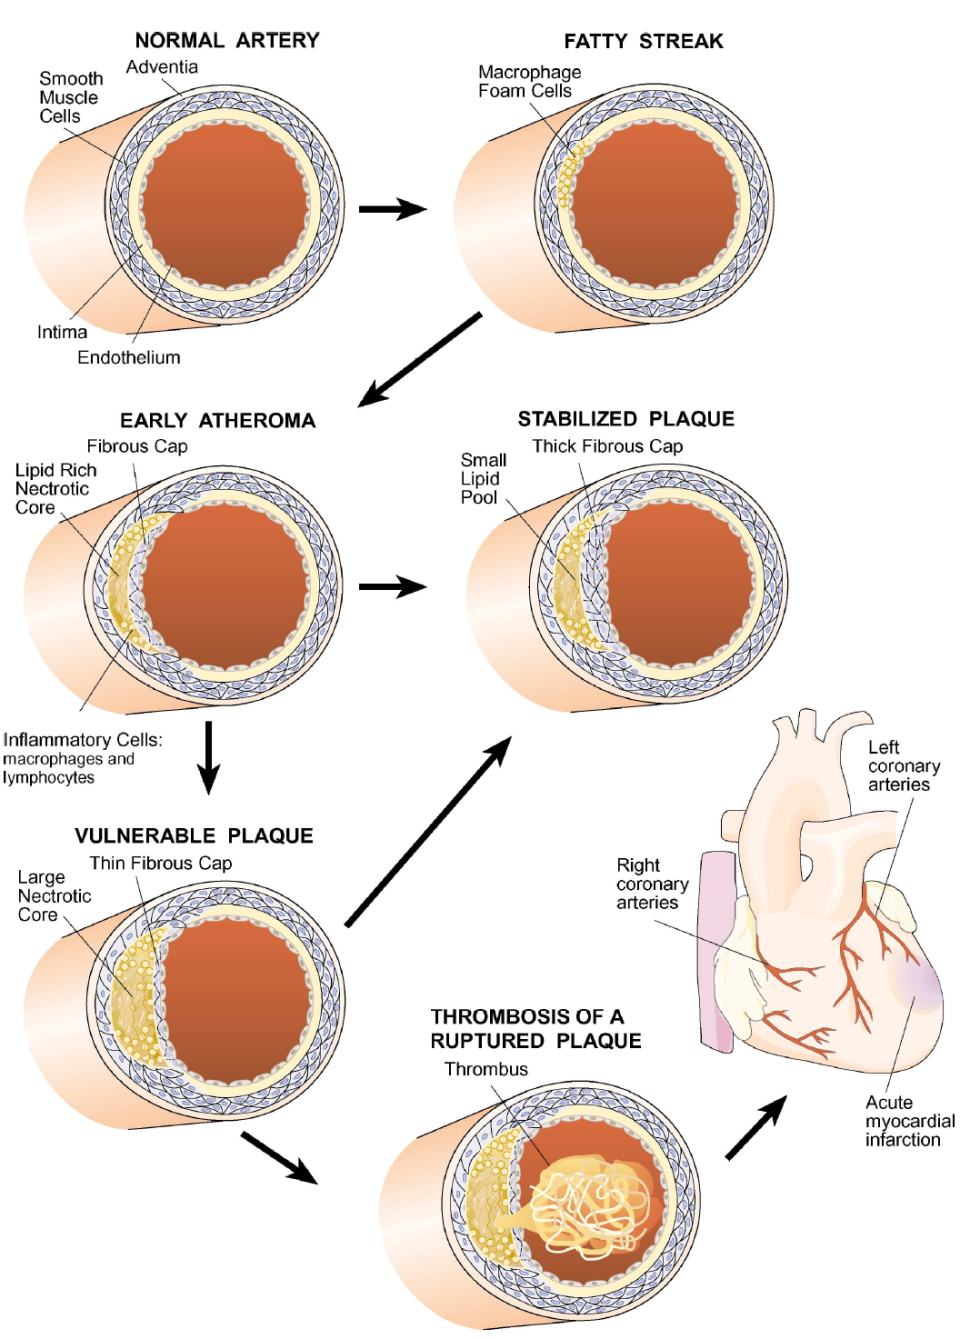 NORMAL ARTERY
Adventia
Smooth
Muscle
Cells
Intima
Endothelium
FATTY STREAK
Macrophage
Foam Cells
EARLY ATHEROMA
Fibrous Cap
Lipid Rich
Nectrotic
Core
Inflammatory Cells:
macrophages and
lymphocytes
STABILIZED PLAQUE
Thick Fibrous Cap
Small
Lipid
Pool
VULNERABLE PLAQUE
Thin Fibrous Cap
Large
Nectrotic
Core
THROMBOSIS OF A
RUPTURED PLAQUE
Thrombus
Left
coronary
arteries
Right
coronary
arteries
Acute
myocardial
infarction